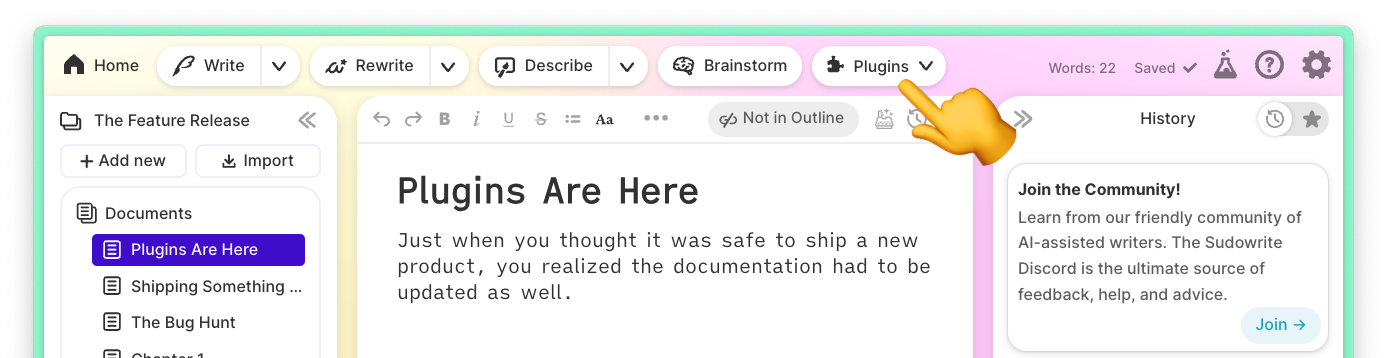 Home
Write
Rewrite
Describe
Brainstorm
Plugins
Words: 22
Saved
The Feature Release
B i U S Aa
Not in Outline
History
+ Add new
Import
Documents
Plugins Are Here
Shipping Something ...
The Bug Hunt
Chapter 1
Plugins Are Here
Just when you thought it was safe to ship a new
product, you realized the documentation had to be
updated as well.
Join the Community!
Learn from our friendly community of
AI-assisted writers. The Sudowrite
Discord is the ultimate source of
feedback, help, and advice.
Join →